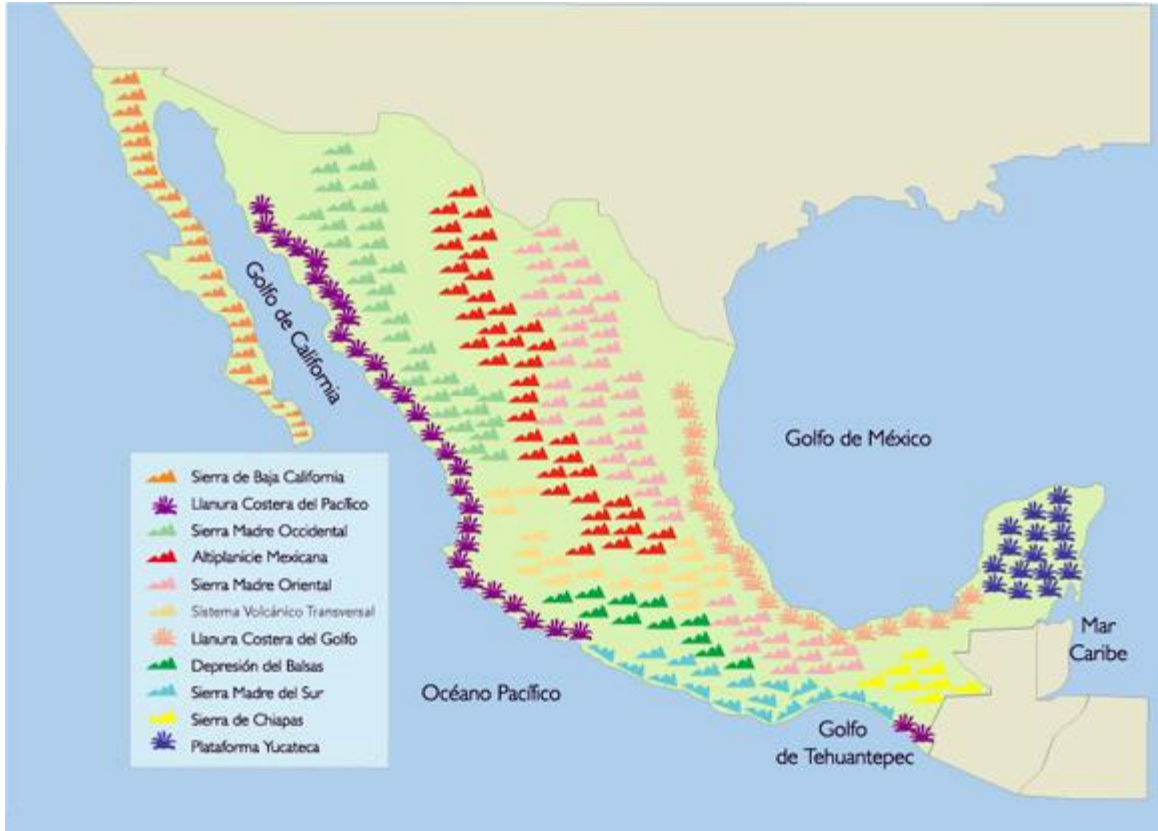 Golfo de California
Golfo de México
Sierra de Baja California
Llanura Costera del Pacífico
Sierra Madre Occidental
Altiplanicie Mexicana
Sierra Madre Oriental
Sistema Volcánico Transversal
Llanura Costera del Golfo
Depresión del Balsas
Sierra Madre del Sur
Sierra de Chiapas
Plataforma Yucateca
Mar
Caribe
Océano Pacífico
Golfo
de Tehuantepec